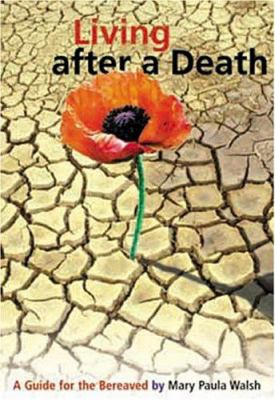 Living
after a Death
A Guide for the Bereaved by Mary Paula Walsh